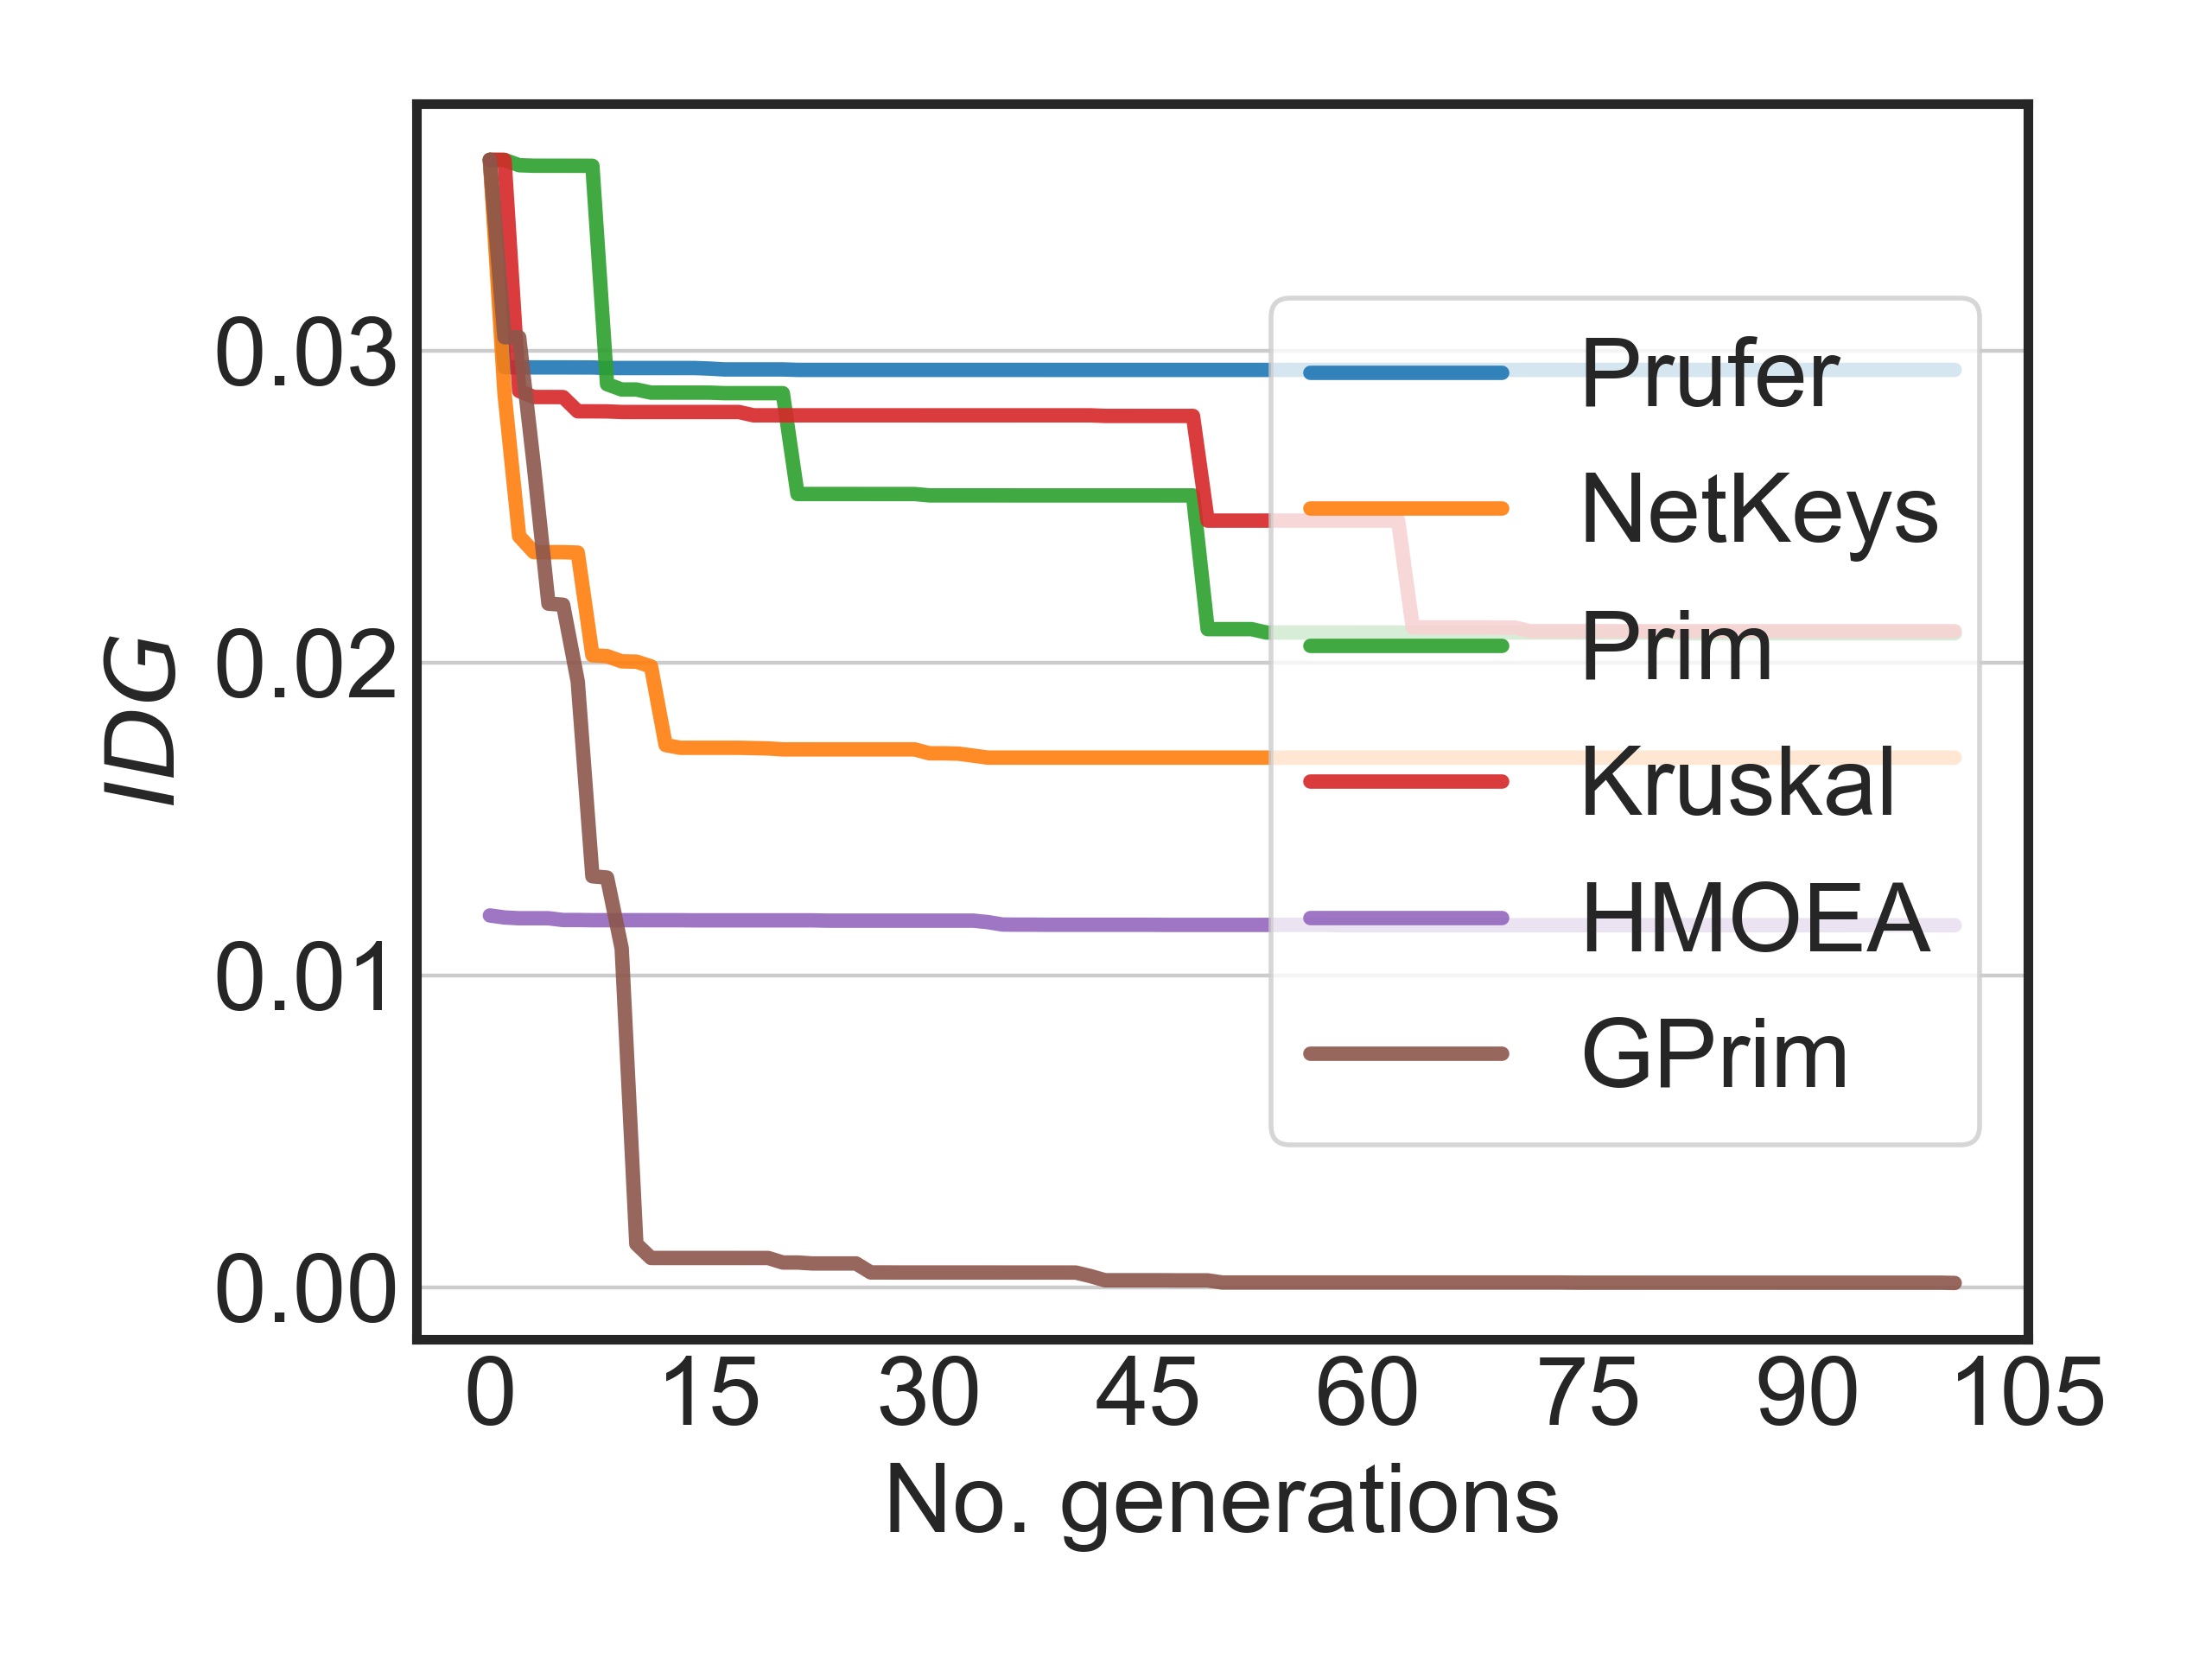 IDG
0.03
0.02
0.01
0.00
0 15 30 45 60 75 90 105
No. generations
Prufer
NetKeys
Prim
Kruskal
HMOEA
GPrim